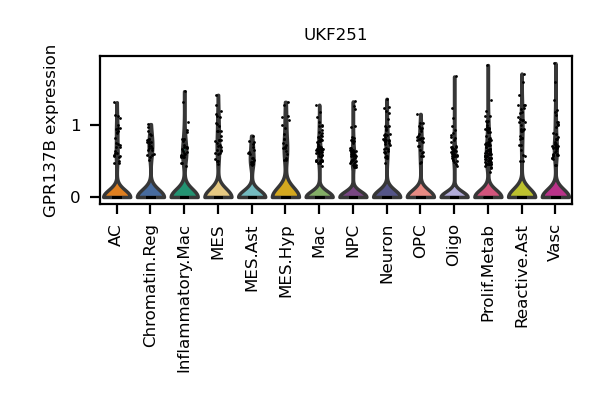 UKF251
GPR137B expression
1
0
AC
Chromatin.Reg
Inflammatory.Mac
MES
MES.Ast
MES.Hyp
Mac
NPC
Neuron
OPC
Oligo
Prolif.Metab
Reactive.Ast
Vasc